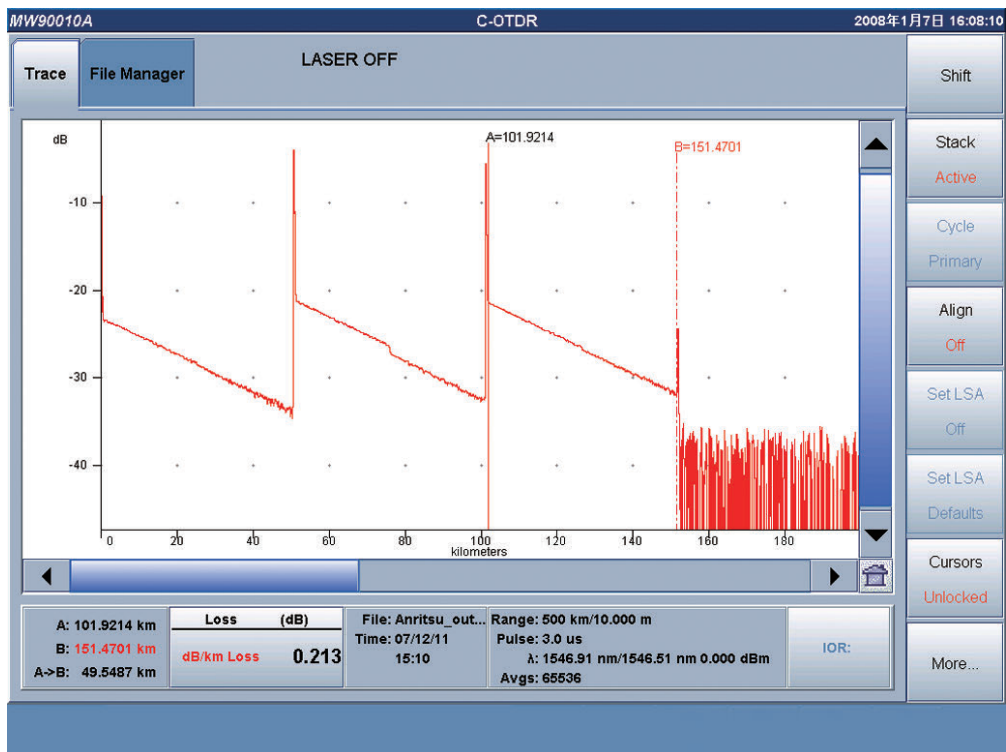 MW90010A C-OTDR 2008年1月7日 16:08:10
Trace File Manager LASER OFF
Shift
Stack
Active
Cycle
Primary
Align
Off
Set LSA
Off
Set LSA
Defaults
Cursors
Unlocked
More...
dB
A=101.9214
B=151.4701
-10
-20
-30
-40
0 20 40 60 80 100 120 140 160 180
kilometers
A: 101.9214 km
B: 151.4701 km
A->B: 49.5487 km
Loss (dB)
dB/km Loss 0.213
File: Anritsu_out...
Time: 07/12/11
15:10
Range: 500 km/10.000 m
Pulse: 3.0 us
λ: 1546.91 nm/1546.51 nm 0.000 dBm
Avgs: 65536
IOR: